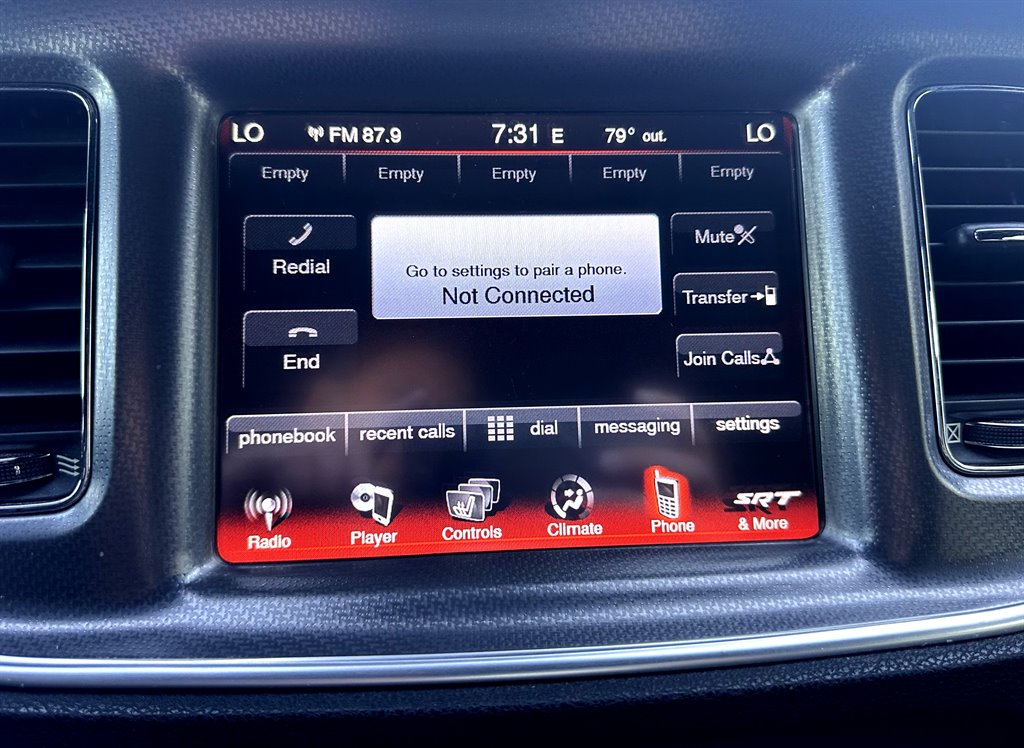 LO FM 87.9 7:31 E 79° out. LO
Empty Empty Empty Empty Empty
Redial
Go to settings to pair a phone.
Not Connected
Mute
Transfer
End
Join Calls
phonebook recent calls dial messaging settings
Radio Player Controls Climate Phone SRT
& More